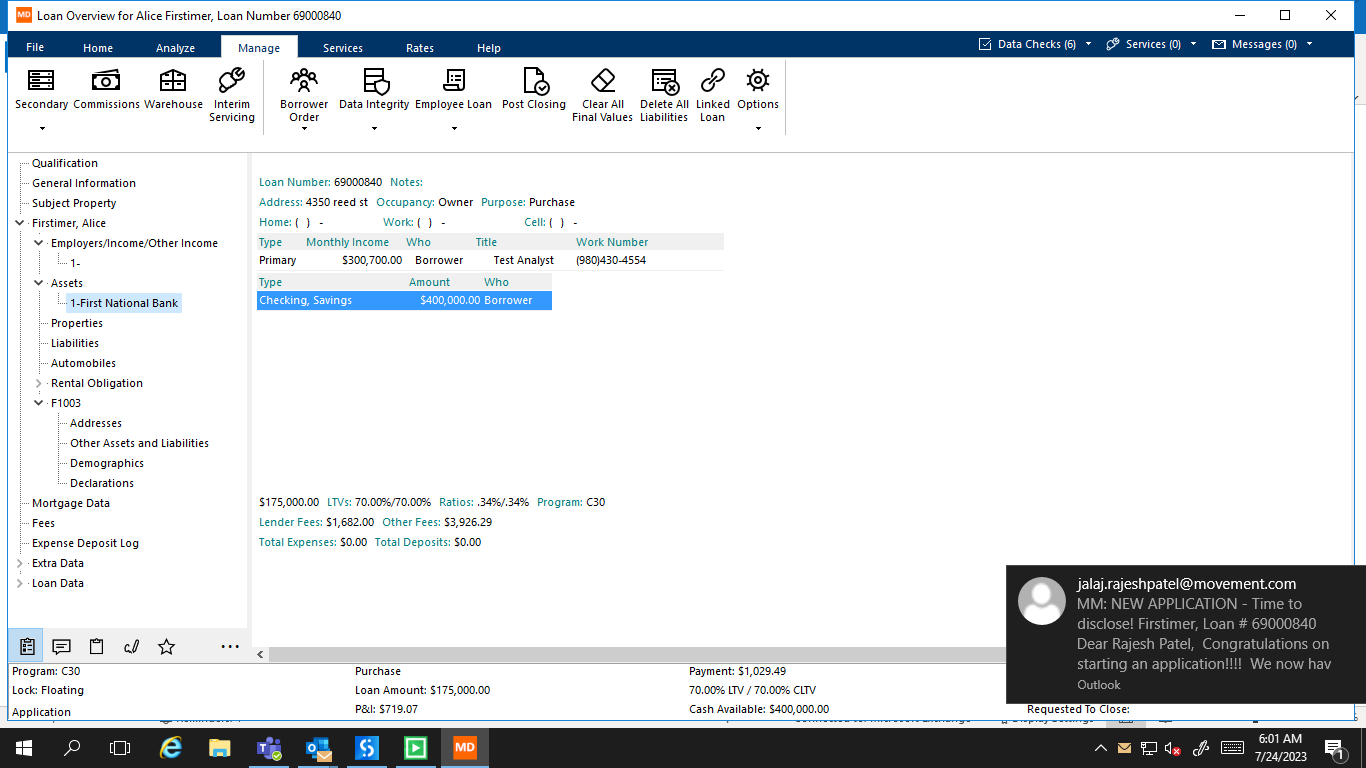 MD Loan Overview for Alice Firstimer, Loan Number 69000840
File Home Analyze Manage Services Rates Help Data Checks (6) Services (0) Messages (0)
Secondary Commissions Warehouse Interim Servicing Borrower Order Data Integrity Employee Loan Post Closing Clear All Final Values Delete All Liabilities Linked Loan Options
Qualification
General Information
Subject Property
Firstimer, Alice
Employers/Income/Other Income
1-
Assets
1-First National Bank
Properties
Liabilities
Automobiles
Rental Obligation
F1003
Addresses
Other Assets and Liabilities
Demographics
Declarations
Mortgage Data
Fees
Expense Deposit Log
Extra Data
Loan Data
Loan Number: 69000840 Notes:
Address: 4350 reed st Occupancy: Owner Purpose: Purchase
Home: ( ) - Work: ( ) - Cell: ( ) -
Type Monthly Income Who Title Work Number
Primary $300,700.00 Borrower Test Analyst (980)430-4554
Type Amount Who
Checking, Savings $400,000.00 Borrower
$175,000.00 LTVs: 70.00%/70.00% Ratios: .34%/.34% Program: C30
Lender Fees: $1,682.00 Other Fees: $3,926.29
Total Expenses: $0.00 Total Deposits: $0.00
jalaj.rajeshpatel@movement.com
MM: NEW APPLICATION - Time to
disclose! Firstimer, Loan # 69000840
Dear Rajesh Patel, Congratulations on
starting an application!!!! We now hav
Outlook
Program: C30 Purchase Payment: $1,029.49
Lock: Floating Loan Amount: $175,000.00 70.00% LTV / 70.00% CLTV
Application P&I: $719.07 Cash Available: $400,000.00 Requested To Close:
MD
6:01 AM
7/24/2023
1